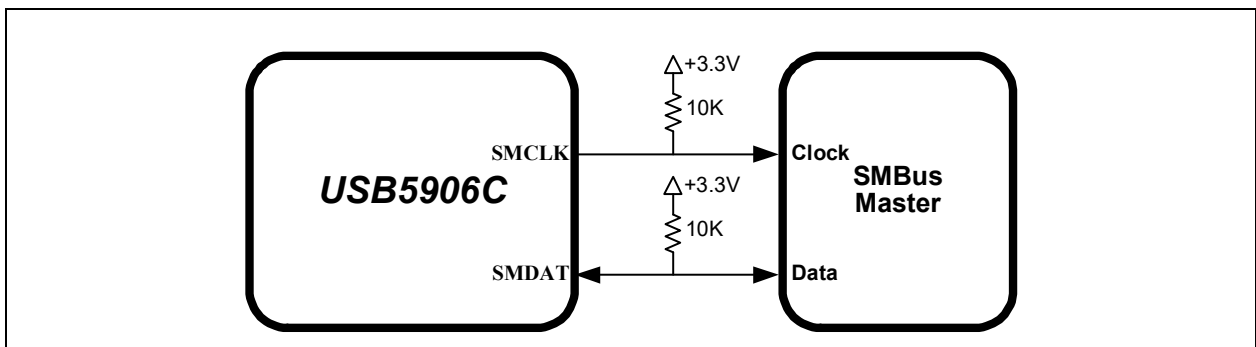 +3.3V
10K
SMCLK
Clock
USB5906C
SMBus
Master
+3.3V
10K
SMDAT
Data